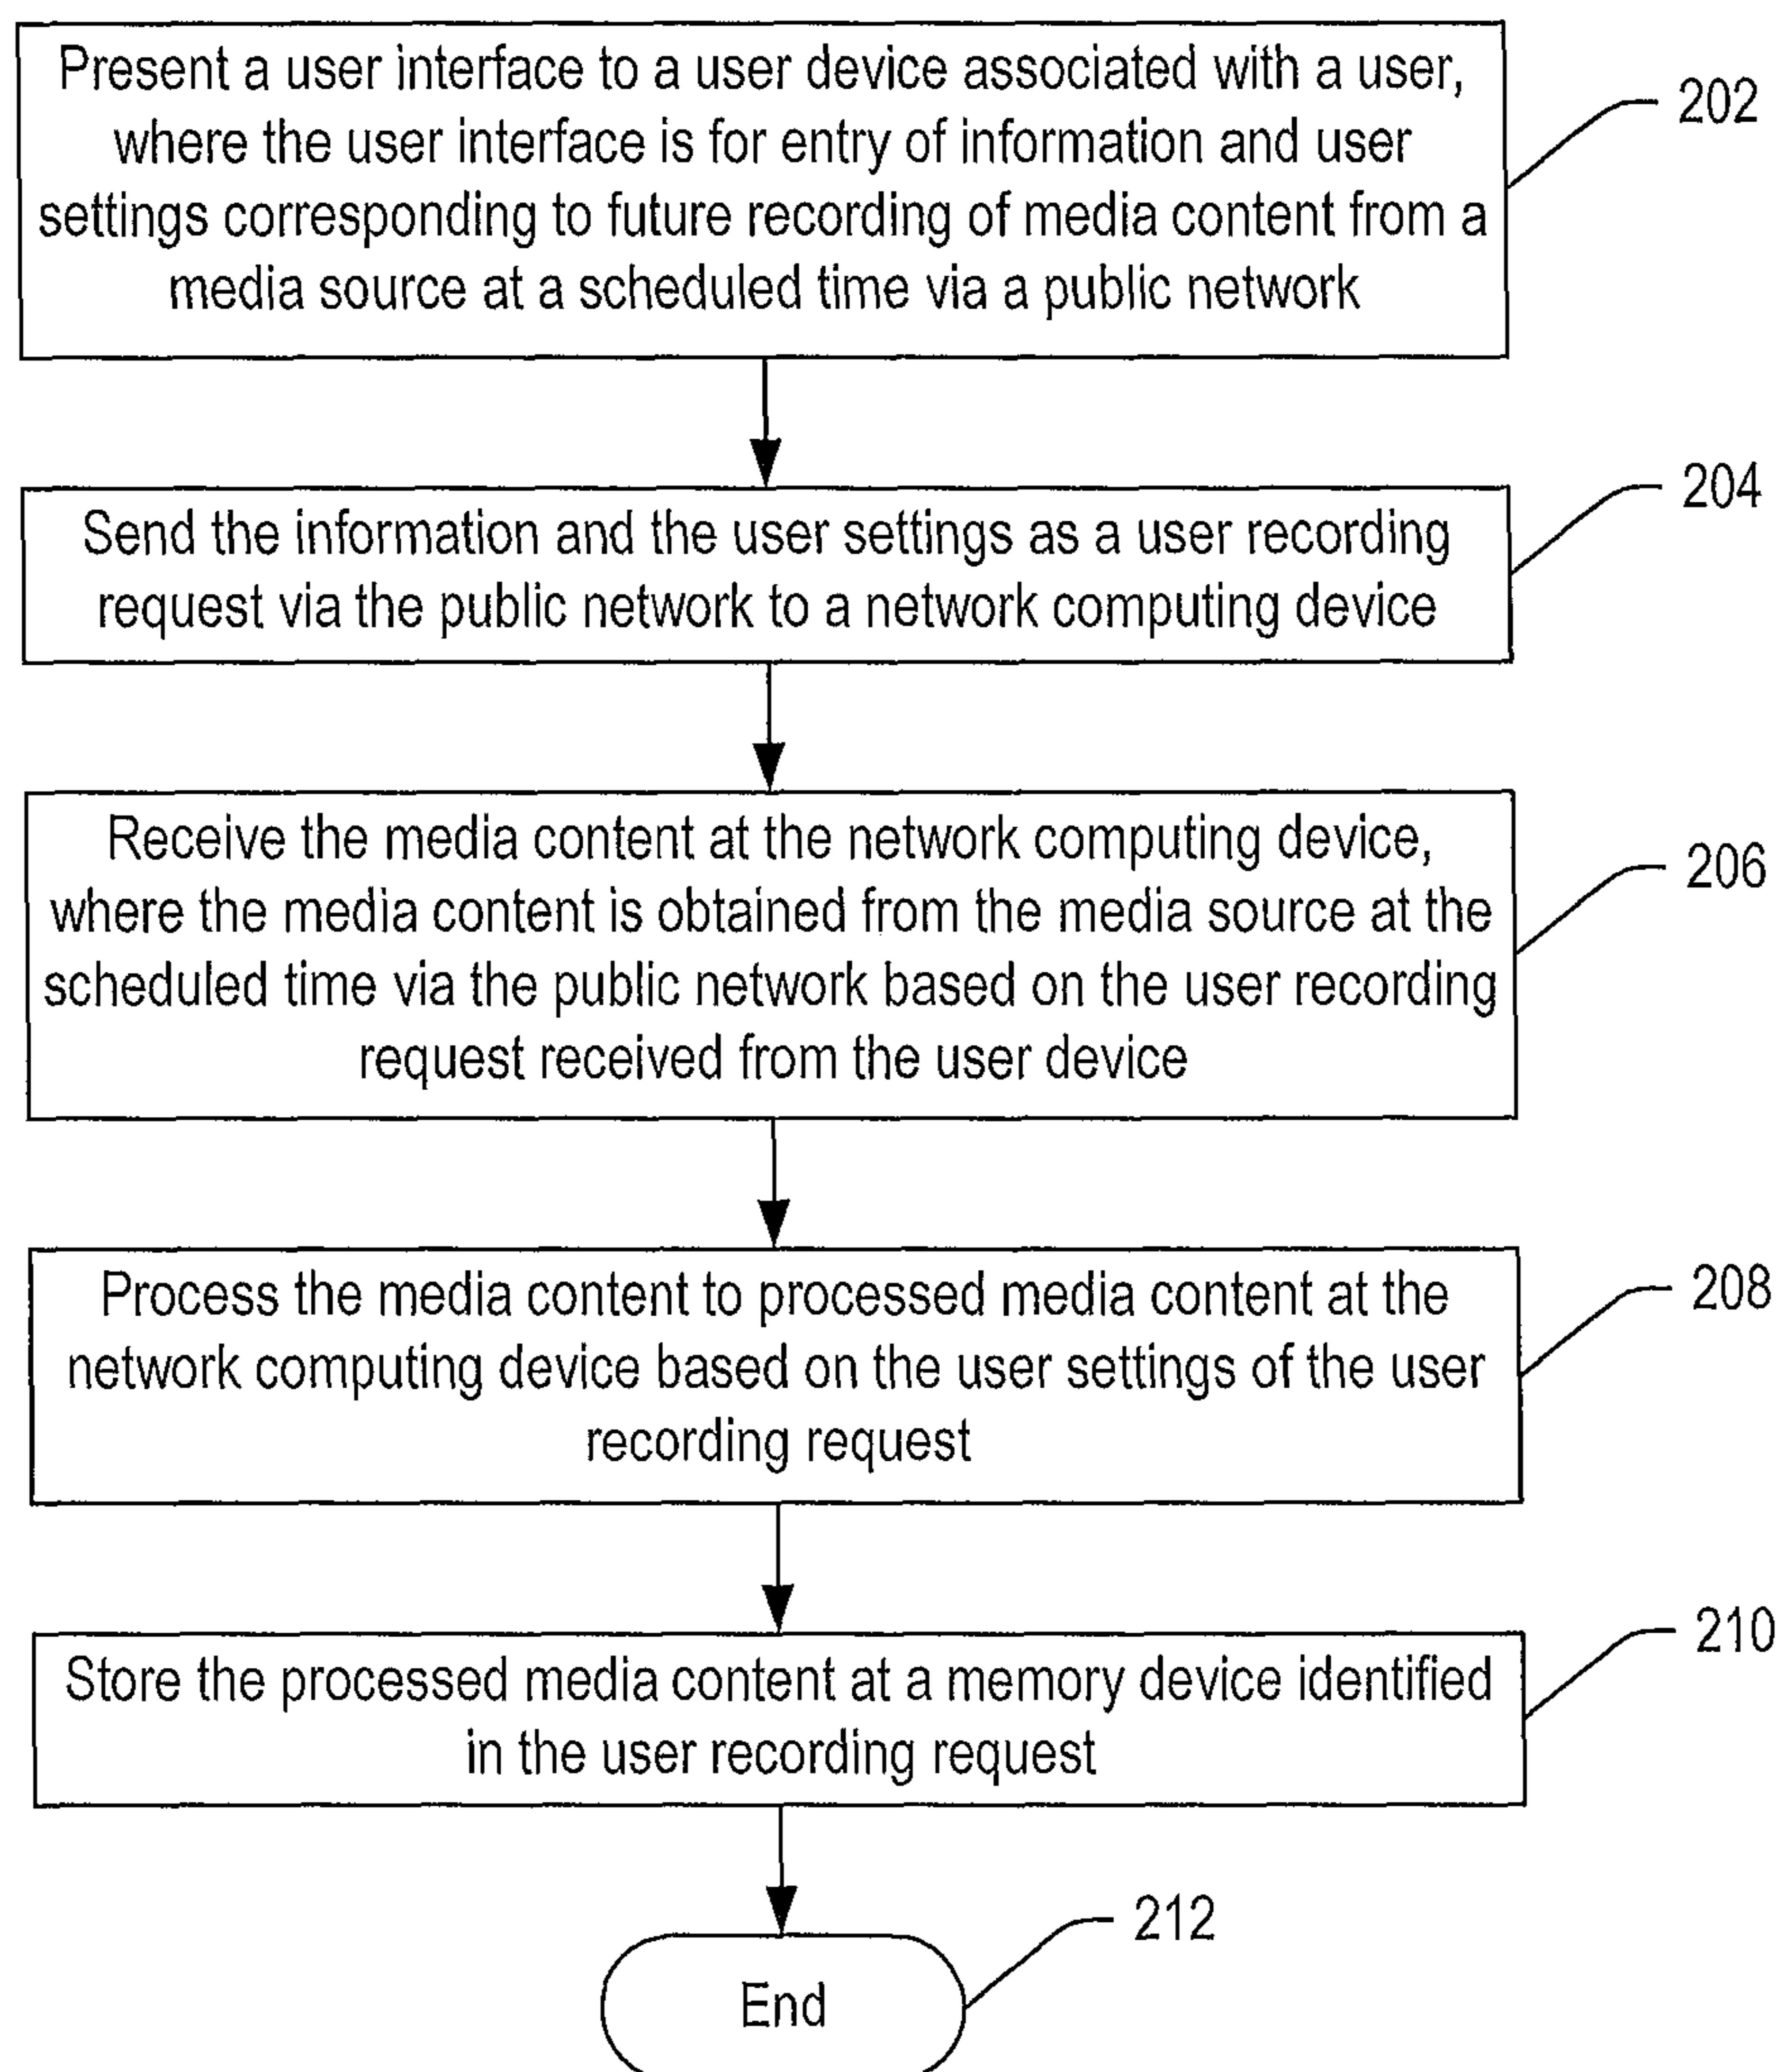 Present a user interface to a user device associated with a user,
where the user interface is for entry of information and user
settings corresponding to future recording of media content from a
media source at a scheduled time via a public network
202
Send the information and the user settings as a user recording
request via the public network to a network computing device
204
Receive the media content at the network computing device,
where the media content is obtained from the media source at the
scheduled time via the public network based on the user recording
request received from the user device
206
Process the media content to processed media content at the
network computing device based on the user settings of the user
recording request
208
Store the processed media content at a memory device identified
in the user recording request
210
End
212